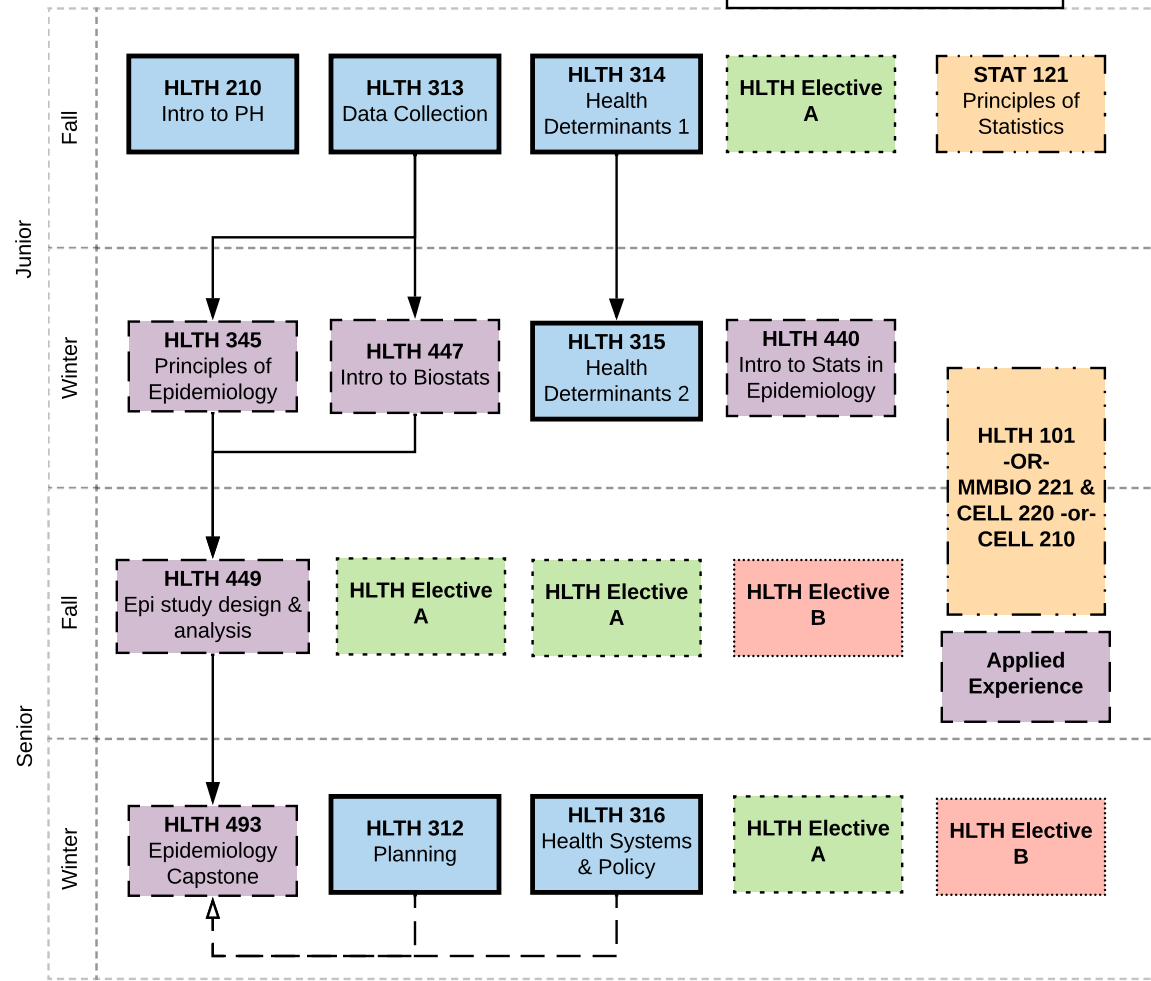 Junior
Fall
HLTH 210
Intro to PH
HLTH 313
Data Collection
HLTH 314
Health
Determinants 1
HLTH Elective
A
STAT 121
Principles of
Statistics
Winter
HLTH 345
Principles of
Epidemiology
HLTH 447
Intro to Biostats
HLTH 315
Health
Determinants 2
HLTH 440
Intro to Stats in
Epidemiology
HLTH 101
-OR-
MMBIO 221 &
CELL 220 -or-
CELL 210
Senior
Fall
HLTH 449
Epi study design &
analysis
HLTH Elective
A
HLTH Elective
A
HLTH Elective
B
Applied
Experience
Winter
HLTH 493
Epidemiology
Capstone
HLTH 312
Planning
HLTH 316
Health Systems
& Policy
HLTH Elective
A
HLTH Elective
B